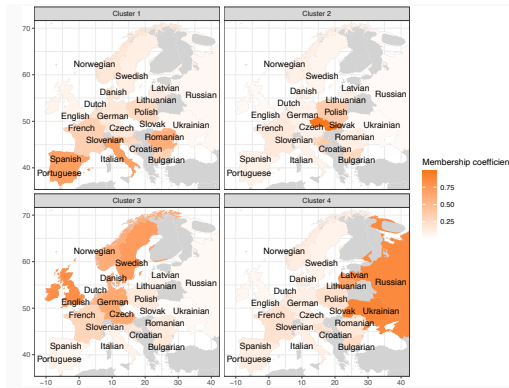 Cluster 1
Cluster 2
70
Norwegian
Swedish
Danish
Latvian
Lithuanian
Russian
Dutch
English
German
Polish
French
Czech
Slovak
Ukrainian
Slovenian
Romanian
Spanish
Italian
Croatian
Bulgarian
Portuguese
60
50
40
Norwegian
Swedish
Danish
Latvian
Lithuanian
Russian
Dutch
English
German
Polish
French
Czech
Slovak
Ukrainian
Slovenian
Romanian
Spanish
Italian
Croatian
Bulgarian
Portuguese
Membership coefficien
0.75
0.50
0.25
Cluster 3
Cluster 4
70
60
50
40
Norwegian
Swedish
Danish
Latvian
Lithuanian
Russian
Dutch
English
German
Polish
French
Czech
Slovak
Ukrainian
Slovenian
Romanian
Spanish
Italian
Croatian
Bulgarian
Portuguese
Norwegian
Swedish
Danish
Latvian
Lithuanian
Russian
Dutch
English
German
Polish
French
Czech
Slovak
Ukrainian
Slovenian
Romanian
Spanish
Italian
Croatian
Bulgarian
Portuguese
-10 0 10 20 30 40
-10 0 10 20 30 40